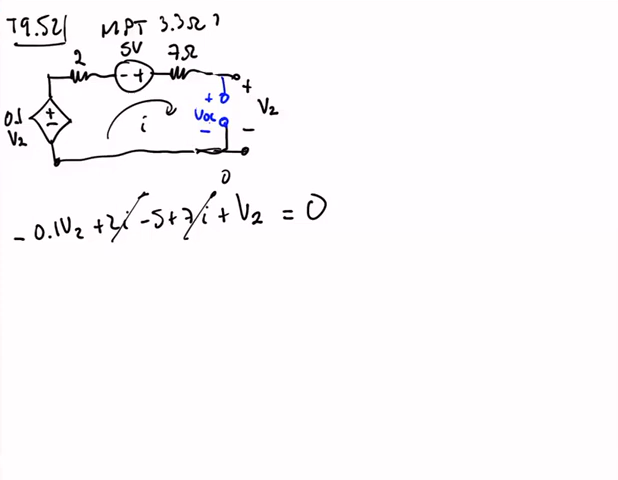 T9.52 MPT 3.3Ω ?
2 5V 7Ω
- +
+
0.1 V2
+
-
i
+
Voc
-
V2
-
0
- 0.1V2 + 2i - 5 + 7i + V2 = 0